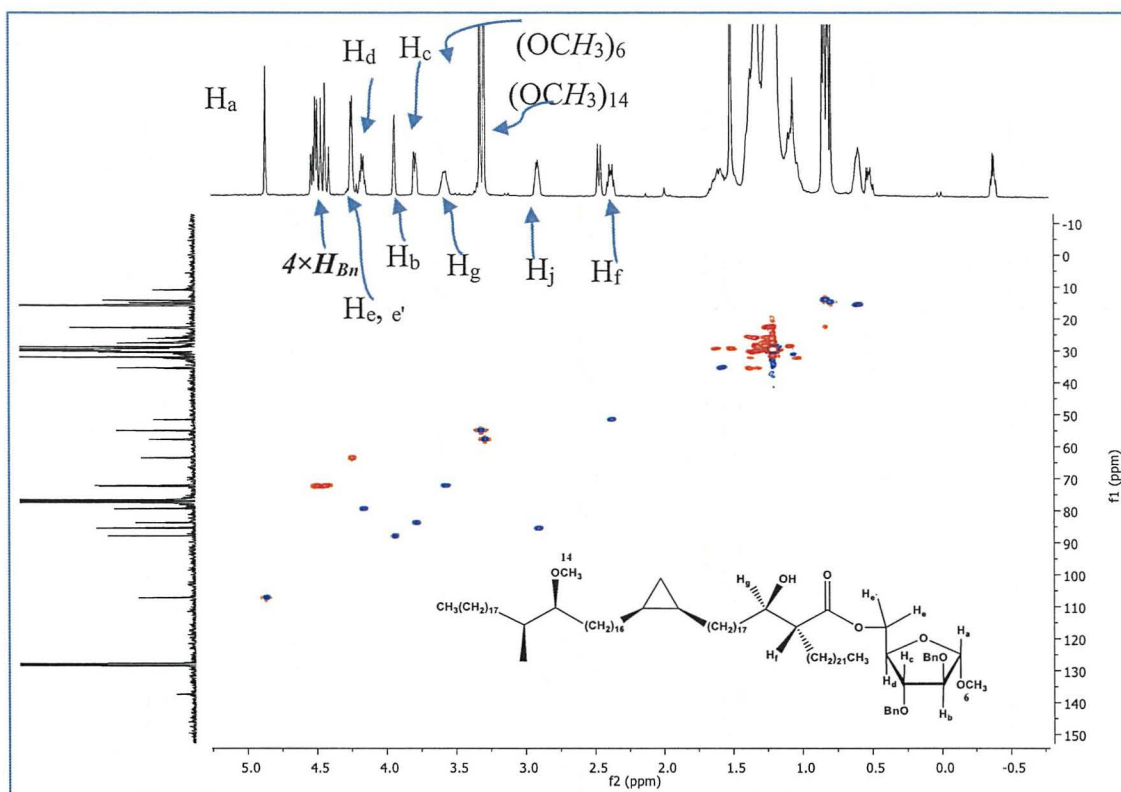 Ha
Hd
Hc
(OCH3)6
(OCH3)14
4×HBn
He, e'
Hb
Hg
Hj
Hf
-10
0
10
20
30
40
50
60
70
80
90
100
110
120
130
140
150
f1 (ppm)
14
OCH3
CH3(CH2)17
(CH2)16
Hg
OH
(CH2)17
Hf
O
(CH2)21CH3
O
He'
He
O
Ha
Hc
BnO
Hd
OCH3
6
BnO
Hb
5.0 4.5 4.0 3.5 3.0 2.5 2.0 1.5 1.0 0.5 0.0 -0.5
f2 (ppm)